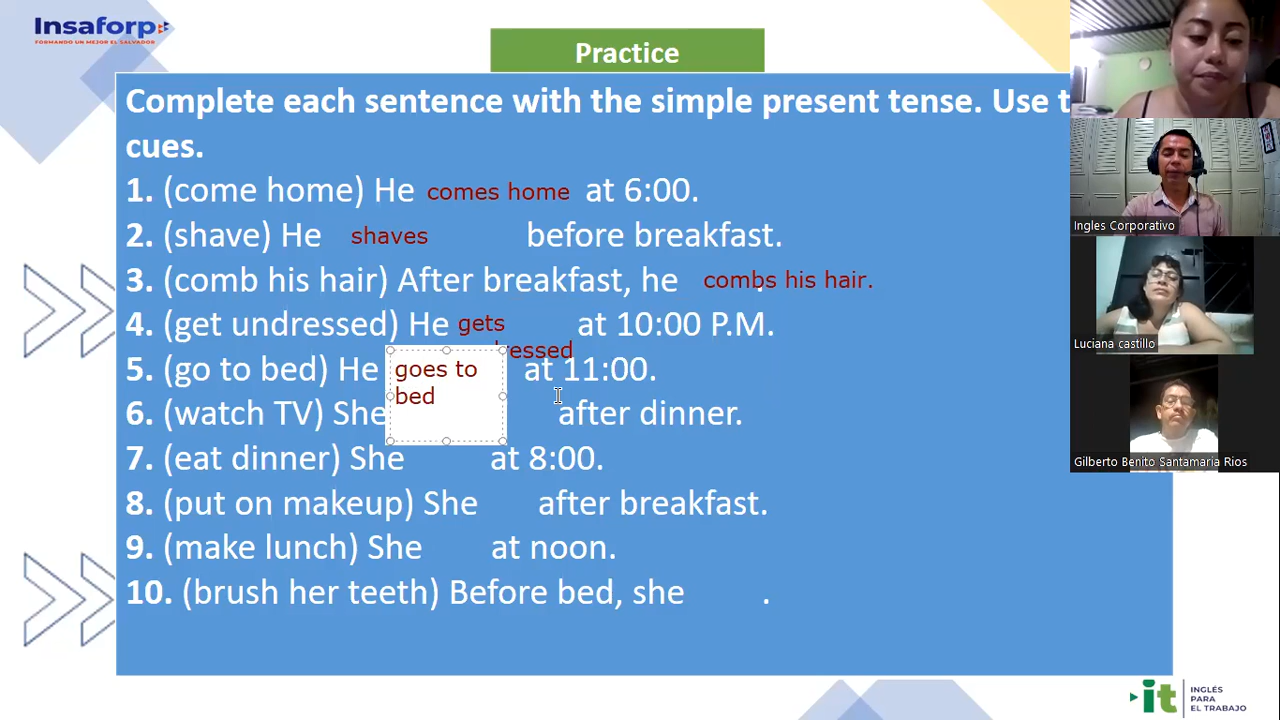 Insaforp
FORMANDO UN MEJOR EL SALVADOR
Practice
Complete each sentence with the simple present tense. Use t
cues.
1. (come home) He comes home at 6:00.
2. (shave) He shaves before breakfast.
3. (comb his hair) After breakfast, he combs his hair.
4. (get undressed) He gets at 10:00 P.M.
ressed
5. (go to bed) He goes to at 11:00.
bed
6. (watch TV) She after dinner.
7. (eat dinner) She at 8:00.
8. (put on makeup) She after breakfast.
9. (make lunch) She at noon.
10. (brush her teeth) Before bed, she .
Ingles Corporativo
Luciana castillo
Gilberto Benito Santamaria Rios
it INGLÉS
PARA
EL TRABAJO